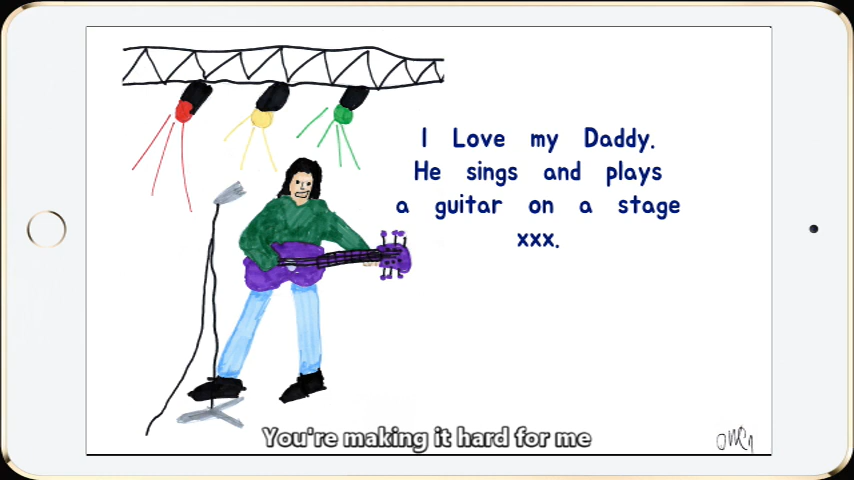 I Love my Daddy.
He sings and plays
a guitar on a stage
xxx.
You're making it hard for me